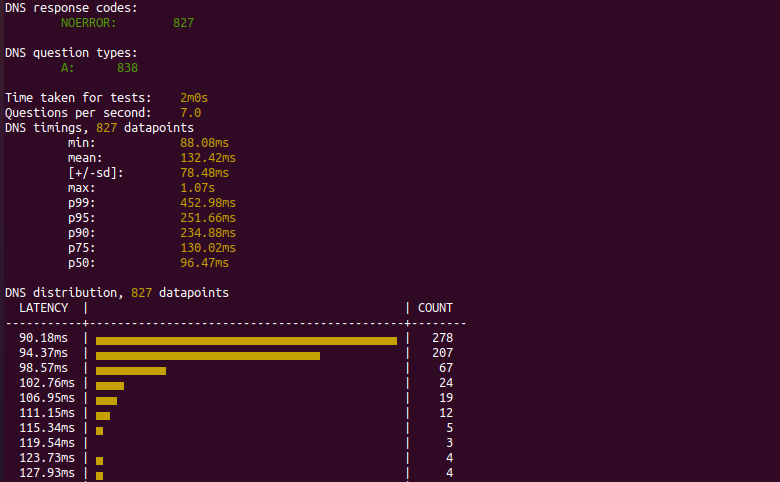 DNS response codes:
NOERROR: 827
DNS question types:
A: 838
Time taken for tests: 2m0s
Questions per second: 7.0
DNS timings, 827 datapoints
min: 88.08ms
mean: 132.42ms
[+/-sd]: 78.48ms
max: 1.07s
p99: 452.98ms
p95: 251.66ms
p90: 234.88ms
p75: 130.02ms
p50: 96.47ms
DNS distribution, 827 datapoints
LATENCY | | COUNT
-----------+---------------------------------------------+--------
90.18ms | | 278
94.37ms | | 207
98.57ms | | 67
102.76ms | | 24
106.95ms | | 19
111.15ms | | 12
115.34ms | | 5
119.54ms | | 3
123.73ms | | 4
127.93ms | | 4